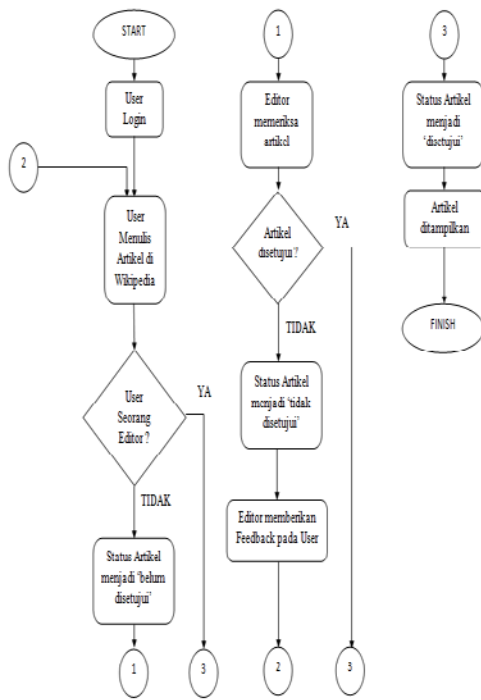 START
User
Login
2
User
Menulis
Artikel di
Wikipedia
User
Seorang
Editor ?
YA
TIDAK
Status Artikel
menjadi 'belum
disetujui'
1
3
1
Editor
memeriksa
artikel
Artikel
disetujui ?
YA
TIDAK
Status Artikel
menjadi 'tidak
disetujui'
Editor memberikan
Feedback pada User
2
3
3
Status Artikel
menjadi
'disetujui'
Artikel
ditampilkan
FINISH